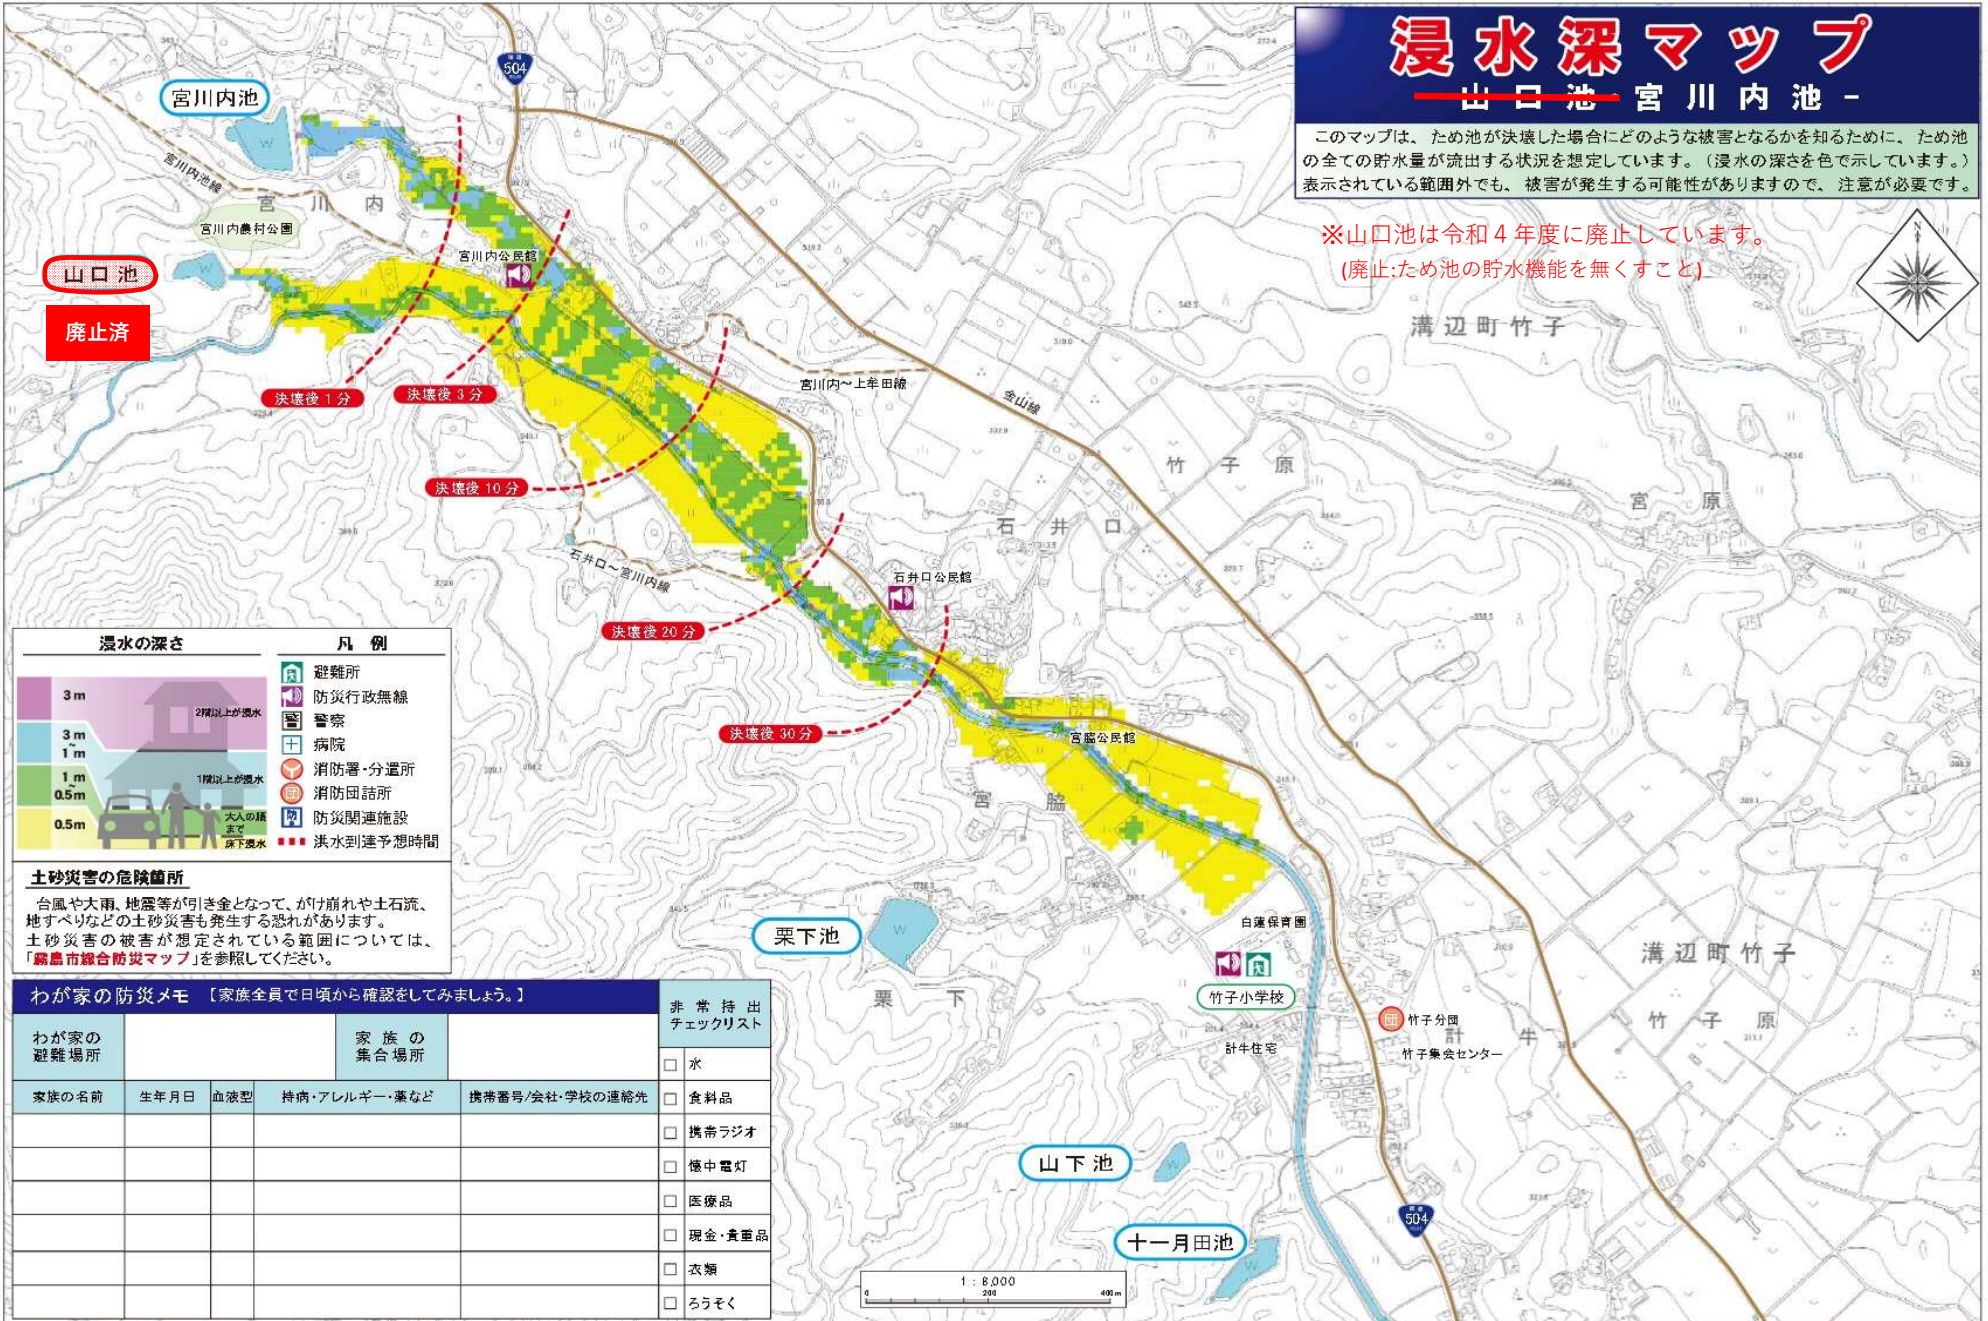 浸水深マップ
山口池・宮川内池-
このマップは、ため池が決壊した場合にどのような被害となるかを知るために、ため池
の全ての貯水量が流出する状況を想定しています。(浸水の深さを色で示しています。)
表示されている範囲外でも、被害が発生する可能性がありますので、注意が必要です。
※山口池は令和4年度に廃止しています。
(廃止:ため池の貯水機能を無くすこと)
N
504
宮川内池
W
宮川内池線
宮川内
宮川内農村公園
宮川内公民館
山口池
W
廃止済
決壊後1分
決壊後3分
宮川内～上牟田線
金山線
溝辺町竹子
決壊後10分
竹子原
宮原
石井口
石井口～宮川内線
石井口公民館
決壊後20分
決壊後30分
宮脇公民館
宮脇
浸水の深さ
3m
2階以上が浸水
3m
～
1m
1階以上が浸水
1m
～
0.5m
大人の腰
まで
0.5m
床下浸水
凡例
避難所
防災行政無線
警 警察
病院
消防署・分遣所
団 消防団詰所
防 防災関連施設
洪水到達予想時間
土砂災害の危険箇所
台風や大雨、地震等が引き金となって、がけ崩れや土石流、
地すべりなどの土砂災害も発生する恐れがあります。
土砂災害の被害が想定されている範囲については、
「霧島市総合防災マップ」を参照してください。
栗下池
W
栗下
白蓮保育園
竹子小学校
計牛住宅
団 竹子分団
竹子集会センター
計牛
溝辺町竹子
竹子原
山下池
W
十一月田池
W
504
1:8,000
0 200 400m
わが家の防災メモ 【家族全員で日頃から確認をしてみましょう。】
わが家の
避難場所
家族の
集合場所
家族の名前 生年月日 血液型 持病・アレルギー・薬など 携帯番号/会社・学校の連絡先
非常持出
チェックリスト
□ 水
□ 食料品
□ 携帯ラジオ
□ 懐中電灯
□ 医療品
□ 現金・貴重品
□ 衣類
□ ろうそく